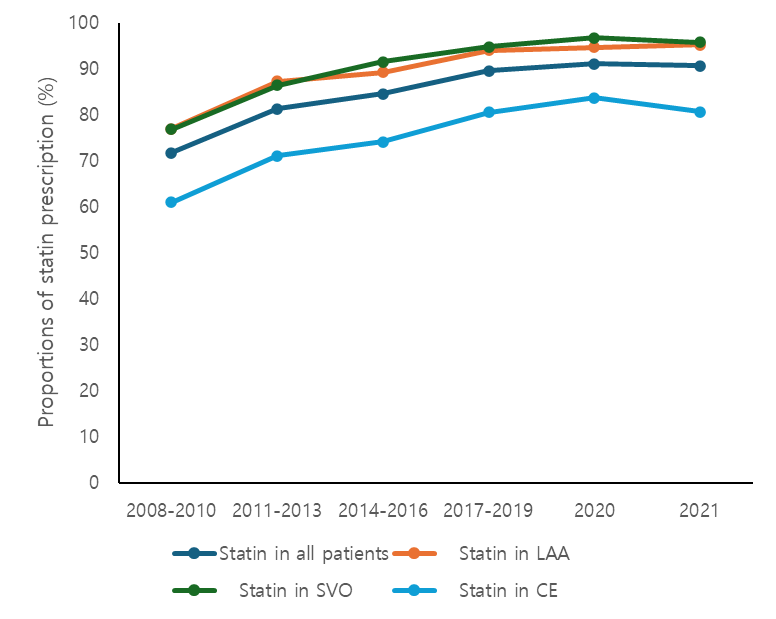 100
90
80
70
60
50
40
30
20
10
0
Proportions of statin prescription (%)
2008-2010 2011-2013 2014-2016 2017-2019 2020 2021
Statin in all patients Statin in LAA
Statin in SVO Statin in CE